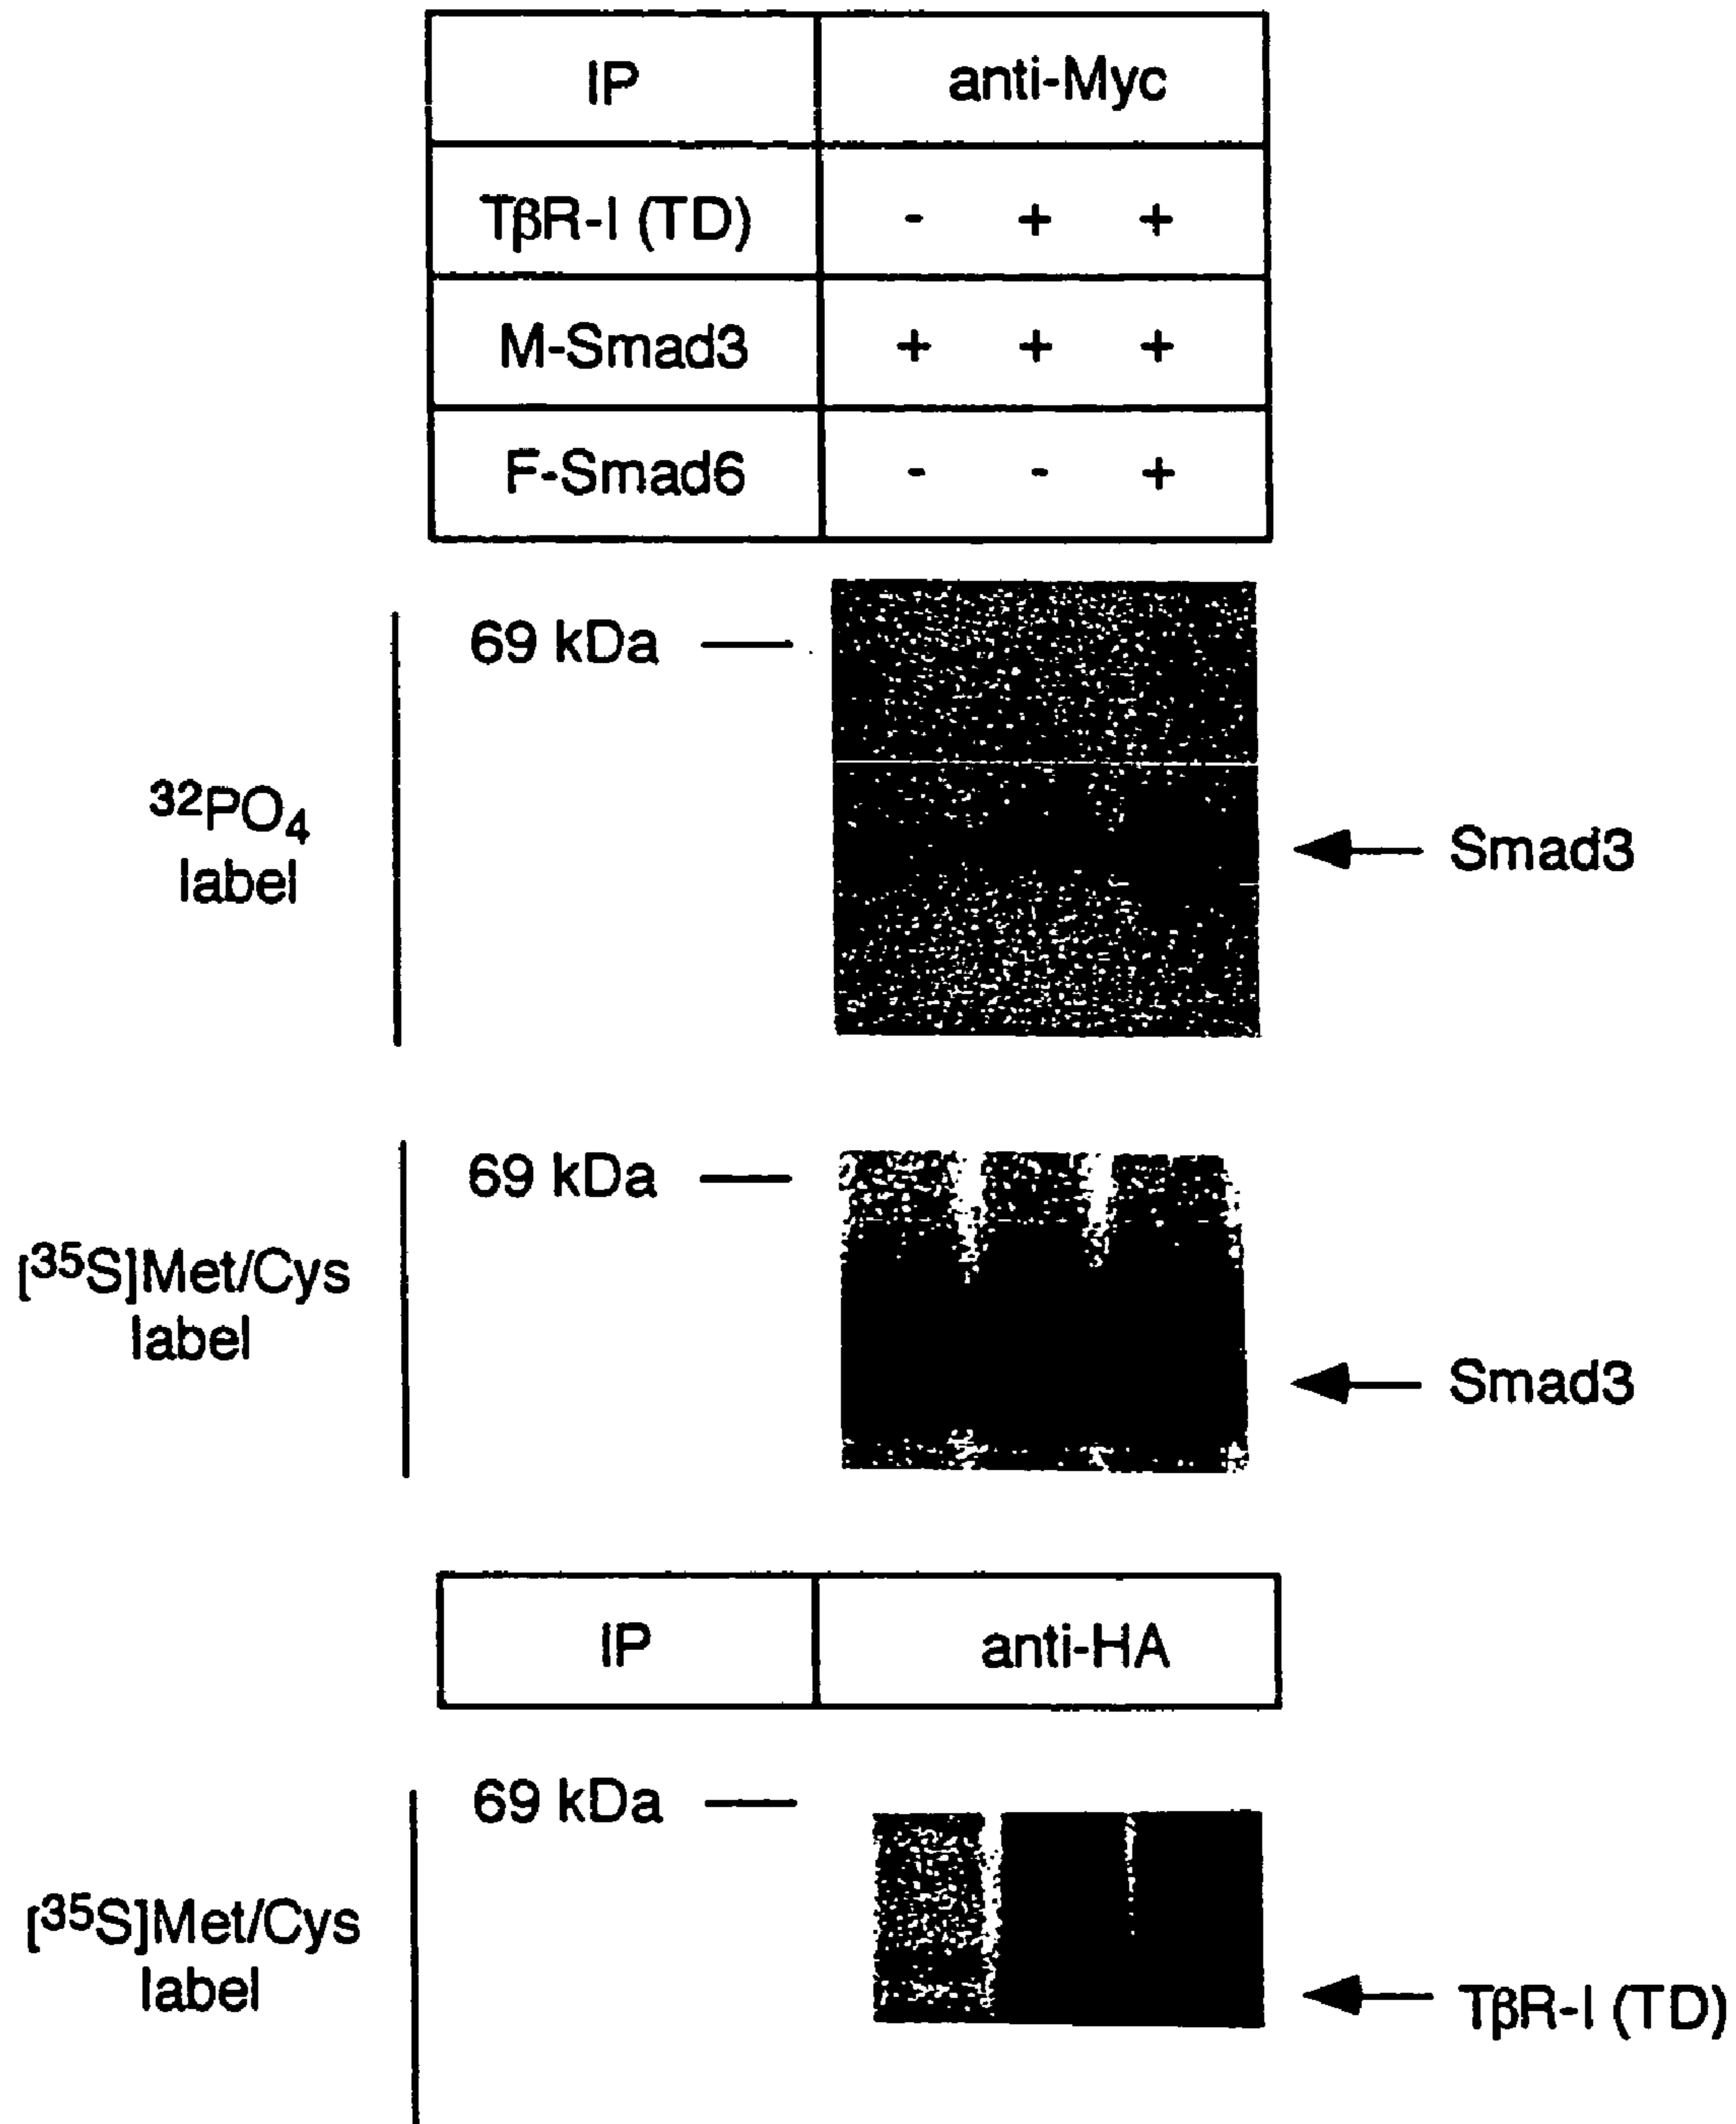 IP anti-Myc
TβR-I (TD) - + +
M-Smad3 + + +
F-Smad6 - - +
69 kDa
³²PO₄
label
Smad3
69 kDa
[³⁵S]Met/Cys
label
Smad3
IP anti-HA
69 kDa
[³⁵S]Met/Cys
label
TβR-I (TD)